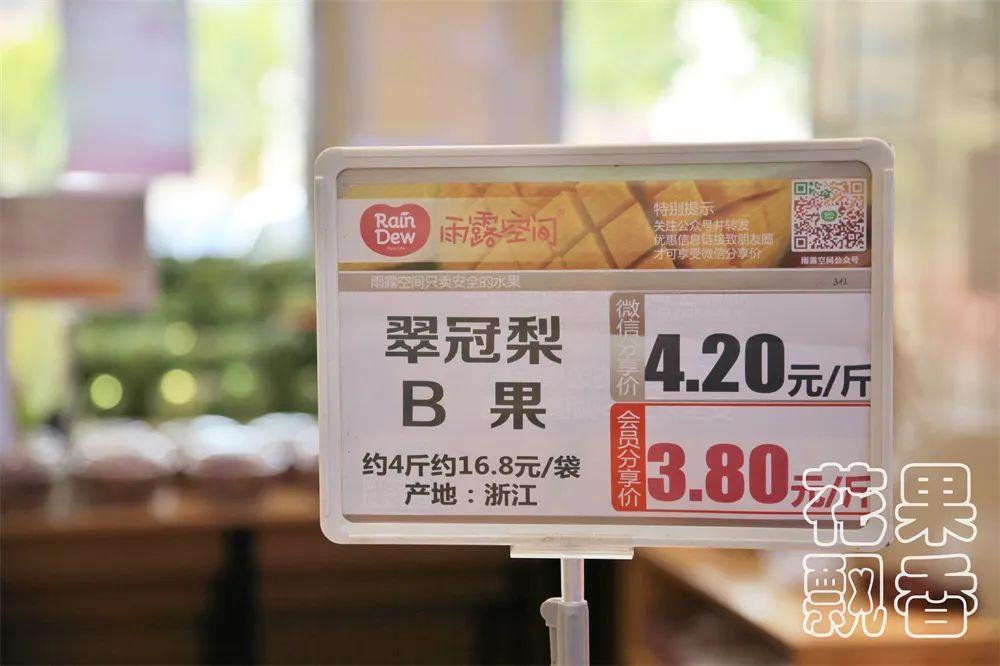 Rain
Dew
雨露空间
特别提示
关注公众号并转发
优惠信息链接致朋友圈
才可享受微信分享价
雨露空间公众号
雨露空间只卖安全的水果
翠冠梨
B 果
约4斤约16.8元/袋
产地：浙江
微信分享价
4.20元/斤
会员分享价
3.80元/斤
花果
飘香